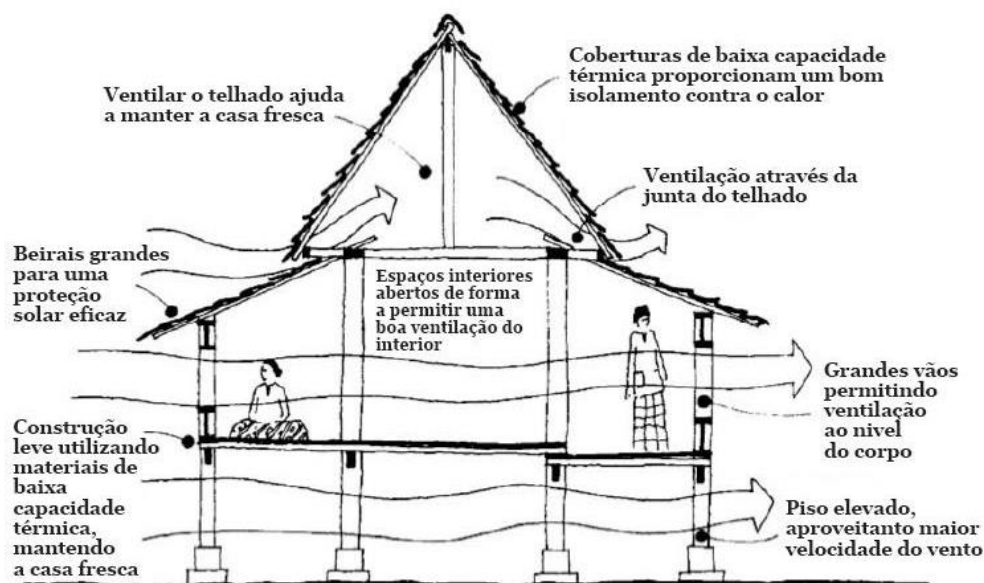 Coberturas de baixa capacidade
térmica proporcionam um bom
isolamento contra o calor
Ventilar o telhado ajuda
a manter a casa fresca
Ventilação através da
junta do telhado
Beirais grandes
para uma
proteção
solar eficaz
Espaços interiores
abertos de forma
a permitir uma
boa ventilação do
interior
Grandes vãos
permitindo
ventilação
ao nivel
do corpo
Construção
leve utilizando
materiais de
baixa
capacidade
térmica,
mantendo
a casa fresca
Piso elevado,
aproveitanto maior
velocidade do vento